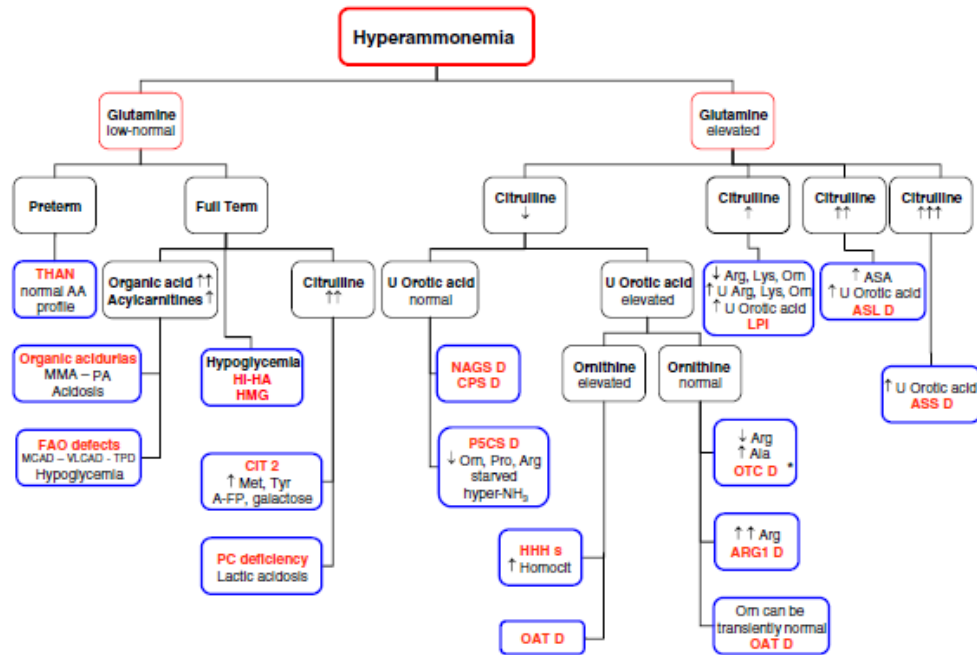 Hyperammonemia
Glutamine
low-normal
Glutamine
elevated
Preterm
Full Term
Citrulline
↓
Citrulline
↑
Citrulline
↑↑
Citrulline
↑↑↑
THAN
normal AA
profile
Organic acid ↑↑
Acylcarnitines ↑
Citrulline
↑↑
U Orotic acid
normal
U Orotic acid
elevated
↓ Arg, Lys, Orn
↑ U Arg, Lys, Orn
↑ U Orotic acid
LPI
↑ ASA
↑ U Orotic acid
ASL D
Organic acidurias
MMA – PA
Acidosis
Hypoglycemia
HI-HA
HMG
NAGS D
CPS D
Ornithine
elevated
Ornithine
normal
↑ U Orotic acid
ASS D
FAO defects
MCAD – VLCAD - TPD
Hypoglycemia
CIT 2
↑ Met, Tyr
A-FP, galactose
P5CS D
↓ Orn, Pro, Arg
starved
hyper-NH₃
↓ Arg
↑ Ala
OTC D *
PC deficiency
Lactic acidosis
HHH s
↑ Homocit
↑ ↑ Arg
ARG1 D
OAT D
Orn can be
transiently normal
OAT D